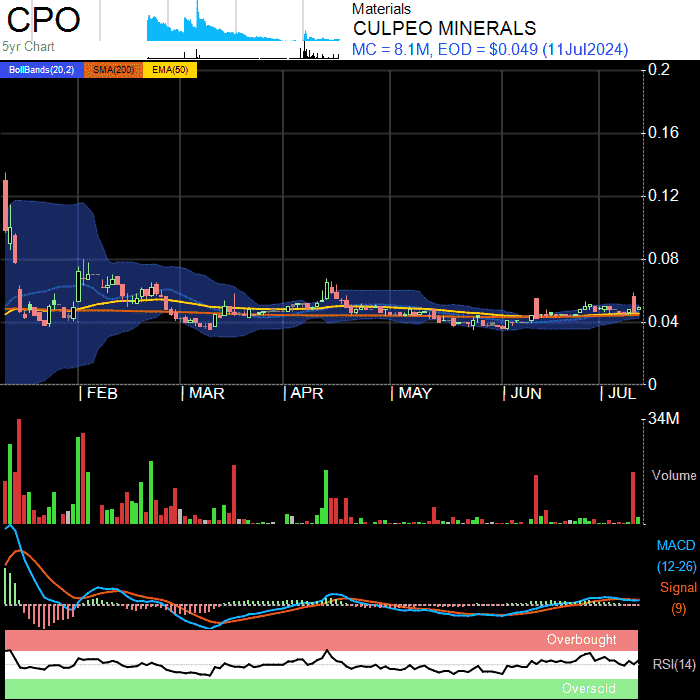 CPO
5yr Chart
Materials
CULPEO MINERALS
MC = 8.1M, EOD = $0.049 (11Jul2024)
BollBands(20,2) SMA(200) EMA(50)
0.2
0.16
0.12
0.08
0.04
0
FEB MAR APR MAY JUN JUL
34M
Volume
MACD
(12-26)
Signal
(9)
Overbought
RSI(14)
Oversold